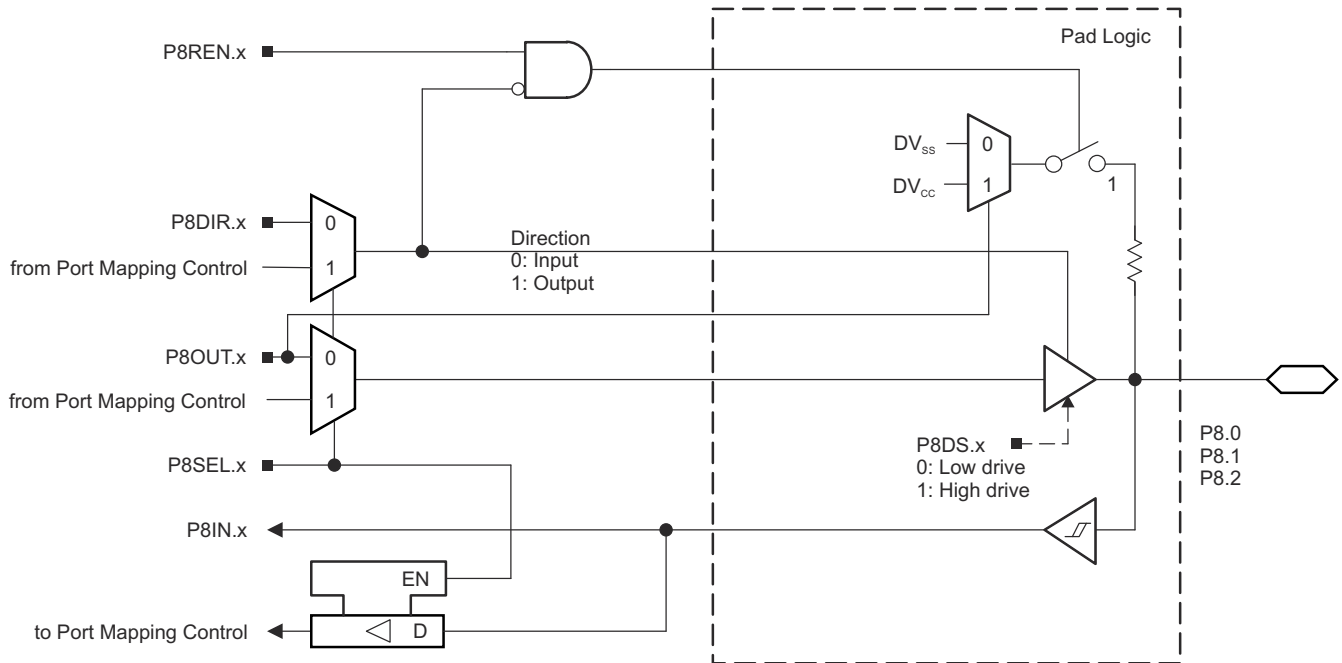 Pad Logic
P8REN.x
DVSS
0
DVCC
1
1
P8DIR.x
0
from Port Mapping Control
1
Direction
0: Input
1: Output
P8OUT.x
0
from Port Mapping Control
1
P8SEL.x
P8DS.x
0: Low drive
1: High drive
P8.0
P8.1
P8.2
P8IN.x
EN
to Port Mapping Control
D